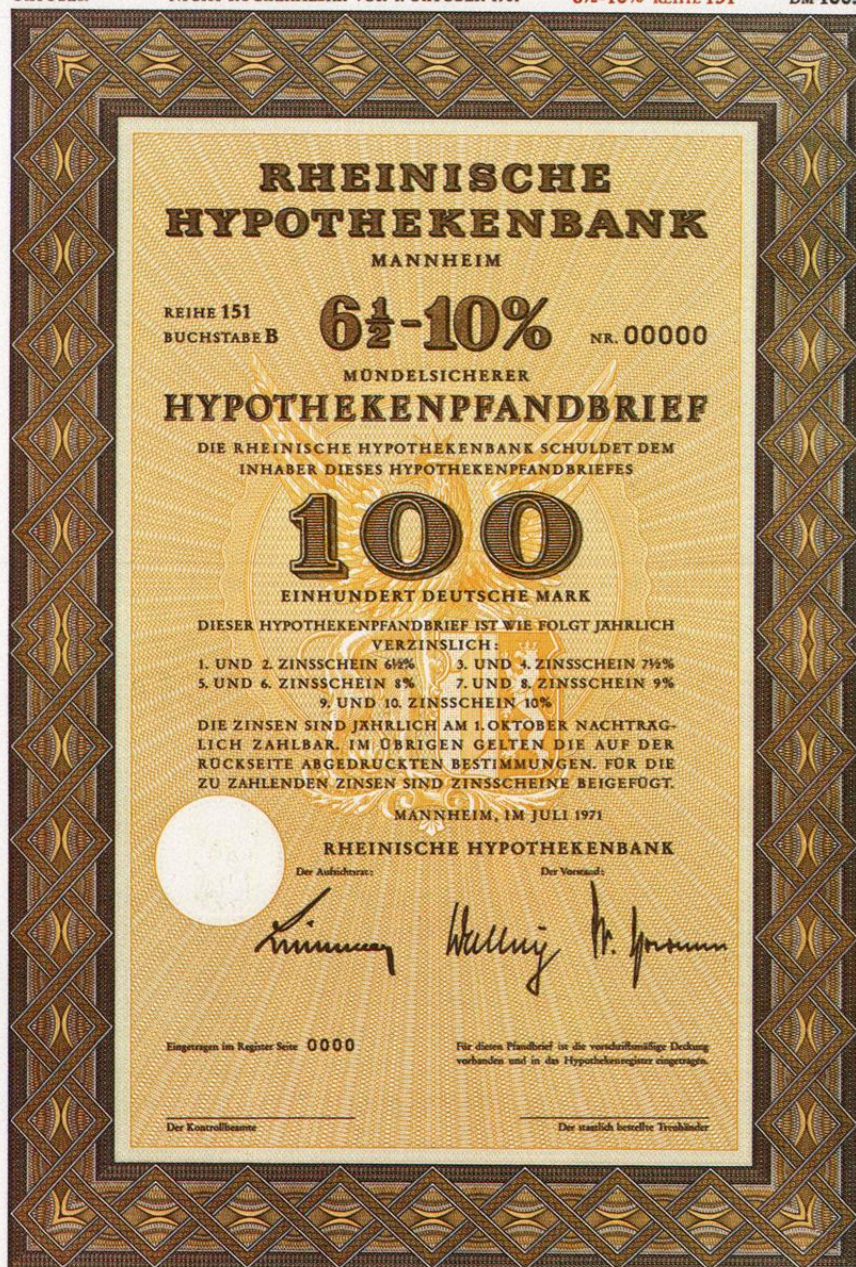 6½-10% REIHE 151
RHEINISCHE
HYPOTHEKENBANK
MANNHEIM
REIHE 151
BUCHSTABE B
6½-10%
NR. 00000
MÜNDELSICHERER
HYPOTHEKENPFANDBRIEF
DIE RHEINISCHE HYPOTHEKENBANK SCHULDET DEM
INHABER DIESES HYPOTHEKENPFANDBRIEFES
100
EINHUNDERT DEUTSCHE MARK
DIESER HYPOTHEKENPFANDBRIEF IST WIE FOLGT JÄHRLICH
VERZINSLICH:
1. UND 2. ZINSSCHEIN 6½% 3. UND 4. ZINSSCHEIN 7½%
5. UND 6. ZINSSCHEIN 8% 7. UND 8. ZINSSCHEIN 9%
9. UND 10. ZINSSCHEIN 10%
DIE ZINSEN SIND JÄHRLICH AM 1. OKTOBER NACHTRÄG-
LICH ZAHLBAR. IM ÜBRIGEN GELTEN DIE AUF DER
RÜCKSEITE ABGEDRUCKTEN BESTIMMUNGEN. FÜR DIE
ZU ZAHLENDEN ZINSEN SIND ZINSSCHEINE BEIGEFÜGT.
MANNHEIM, IM JULI 1971
RHEINISCHE HYPOTHEKENBANK
Der Aufsichtsrat: Der Vorstand:
Eingetragen im Register Seite 0000
Für diesen Pfandbrief ist die vorschriftsmäßige Deckung
vorhanden und in das Hypothekenregister eingetragen.
Der Kontrollbeamte
Der staatlich bestellte Treuhänder